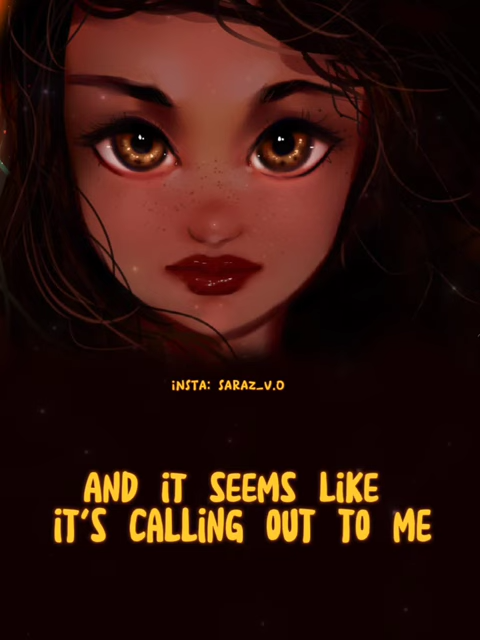 iNSTA: SARAZ_V.O
AND iT SEEMS LiKE
iT'S CALLiNG OUT TO ME